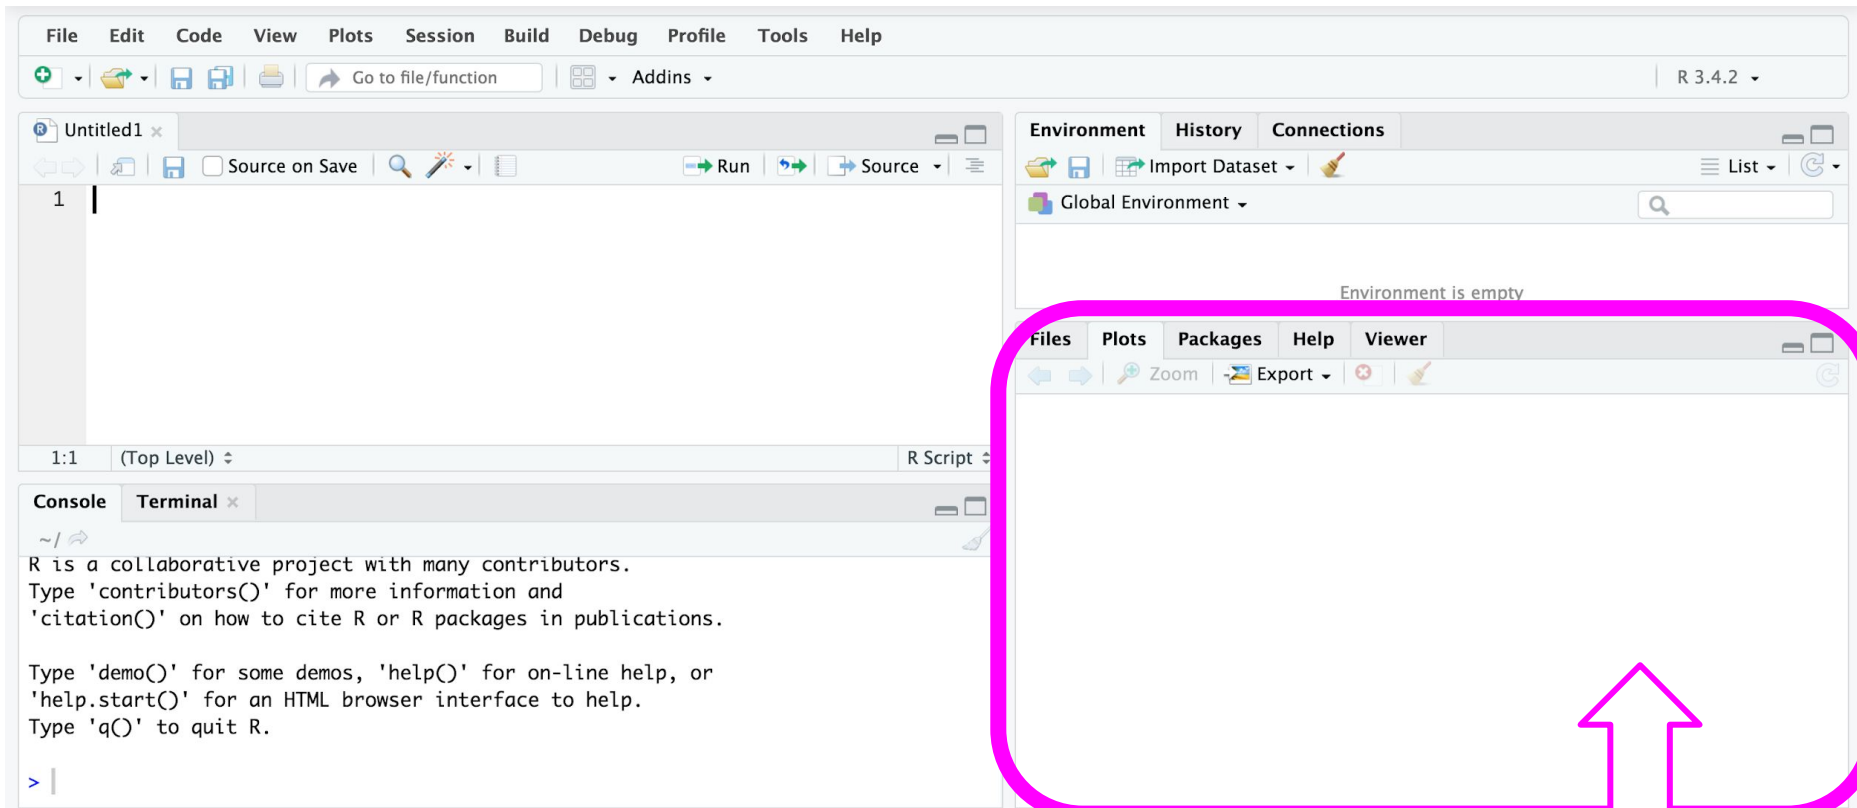 File Edit Code View Plots Session Build Debug Profile Tools Help
Go to file/function Addins R 3.4.2
Untitled1
Source on Save Run Source
1
1:1 (Top Level) R Script
Console Terminal
~/
R is a collaborative project with many contributors.
Type 'contributors()' for more information and
'citation()' on how to cite R or R packages in publications.
Type 'demo()' for some demos, 'help()' for on-line help, or
'help.start()' for an HTML browser interface to help.
Type 'q()' to quit R.
>
Environment History Connections
Import Dataset List
Global Environment
Environment is empty
Files Plots Packages Help Viewer
Zoom Export